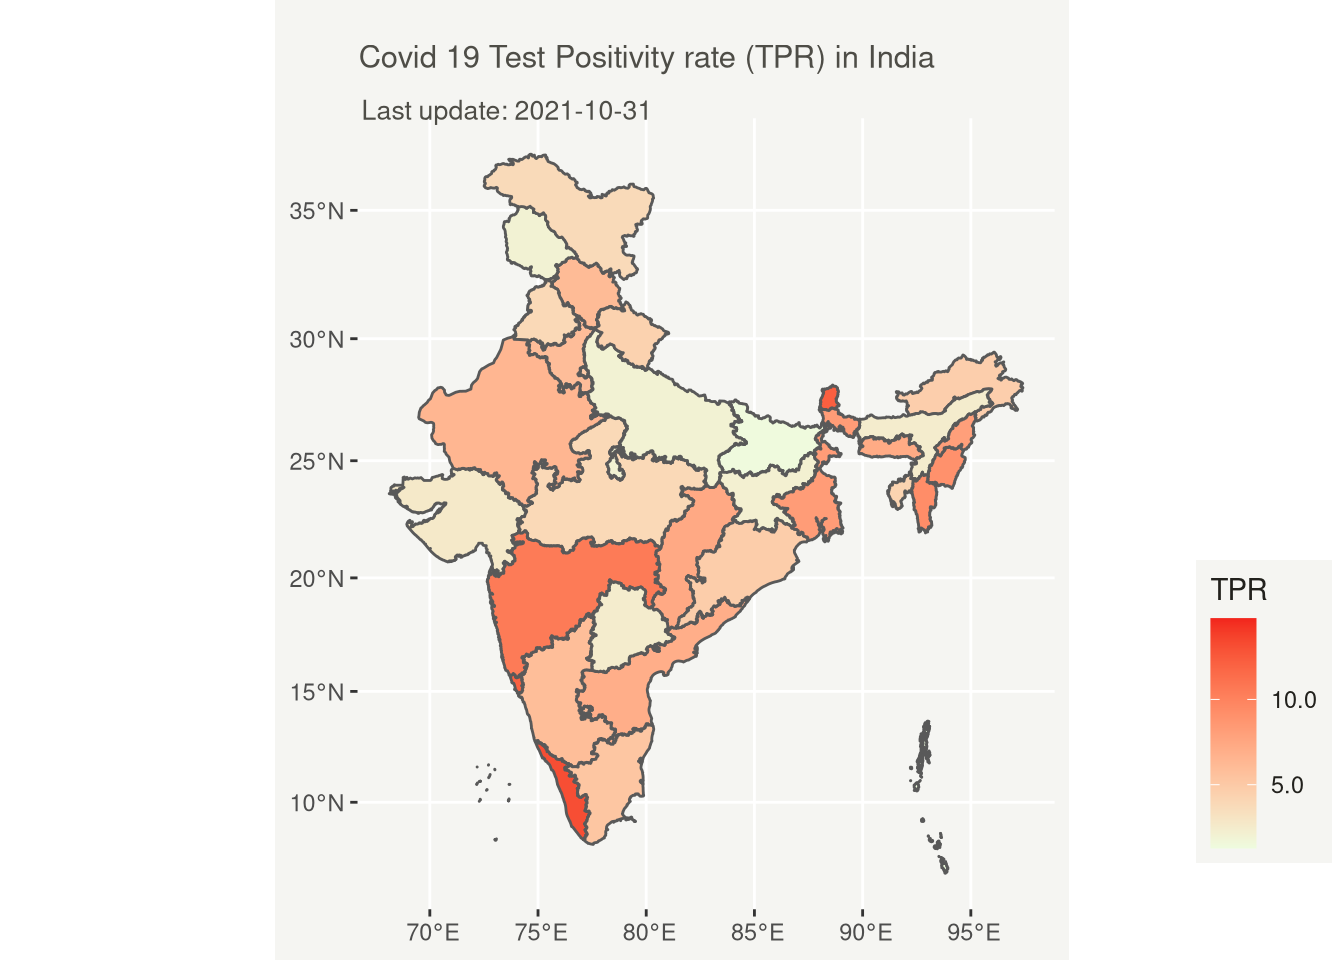 Covid 19 Test Positivity rate (TPR) in India
Last update: 2021-10-31
35°N
30°N
25°N
20°N
15°N
10°N
70°E 75°E 80°E 85°E 90°E 95°E
TPR
10.0
5.0